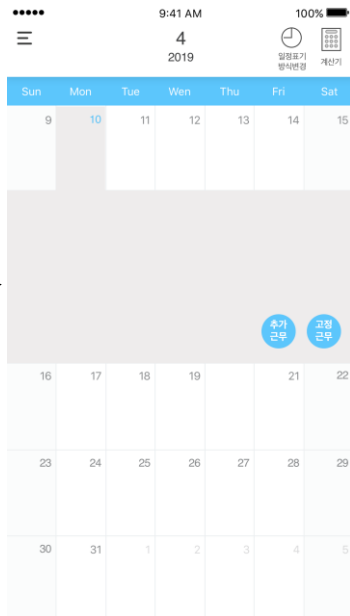 9:41 AM
100%
4
2019
일정표기
방식변경
계산기
Sun Mon Tue Wen Thu Fri Sat
9 10 11 12 13 14 15
추가
근무
고정
근무
16 17 18 19 21 22
23 24 25 26 27 28 29
30 31 1 2 3 4 5